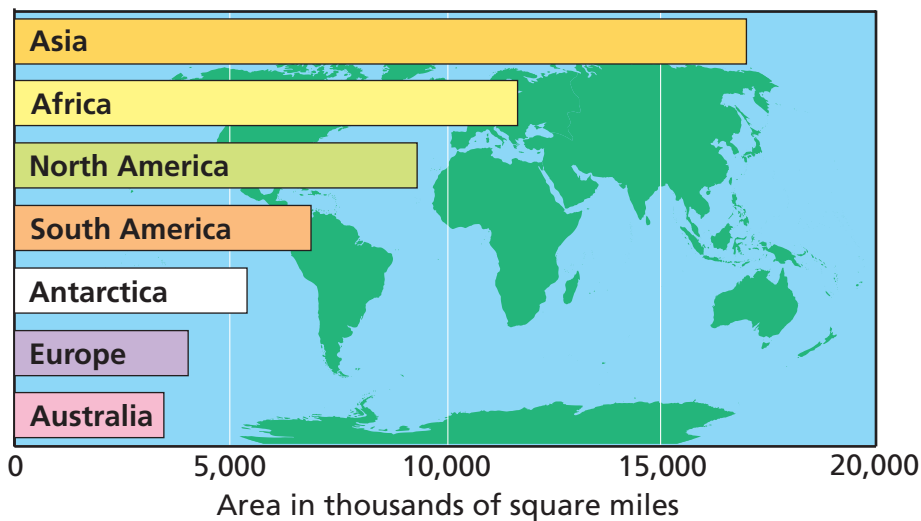 Asia
Africa
North America
South America
Antarctica
Europe
Australia
0 5,000 10,000 15,000 20,000
Area in thousands of square miles